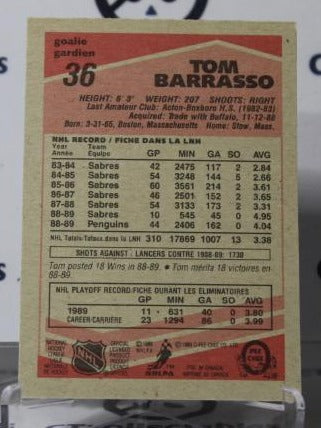 goalie
gardien
36
TOM
BARRASSO
HEIGHT: 6' 3" WEIGHT: 207 SHOOTS: RIGHT
Last Amateur Club: Acton-Boxboro H.S. (1982-83)
Acquired: Trade with Buffalo, 11-12-88
Born: 3-31-65, Boston, Massachusetts Home: Stow, Mass.
NHL RECORD / FICHE DANS LA LNH
Year Team GP MIN GA SO AVG
Année Equipe
83-84 Sabres 42 2475 117 2 2.84
84-85 Sabres 54 3248 144 5 2.66
85-86 Sabres 60 3561 214 3.61
86-87 Sabres 46 2501 152 2 3.65
87-88 Sabres 54 3133 173 2 3.31
88-89 Sabres 10 545 45 0 4.95
88-89 Penguins 44 2406 162 0 4.04
NHL Totals-Totaux dans la LNH 310 17869 1007 13 3.38
SHOTS AGAINST - LANCERS CONTRE 1988-89: 1730
Tom posted 18 Wins in 88-89. • Tom mérita 18 victoires en
88-89.
NHL PLAYOFF RECORD/FICHE DURANT LES ÉLIMINATOIRES
1989 11 631 40 0 3.80
CAREER/CARRIÈRE 23 1294 86 0 3.99
NHL
NHLPA
O-PEE-CHEE